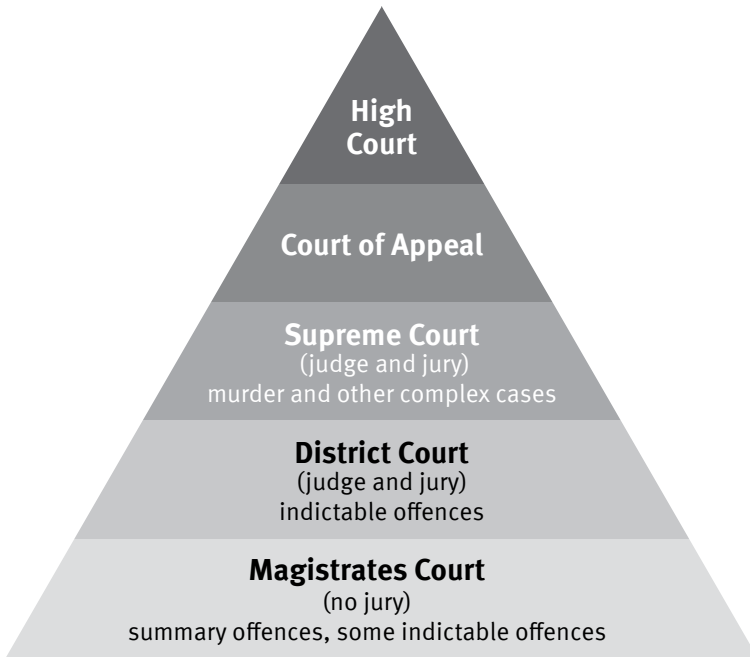 High
Court
Court of Appeal
Supreme Court
(judge and jury)
murder and other complex cases
District Court
(judge and jury)
indictable offences
Magistrates Court
(no jury)
summary offences, some indictable offences